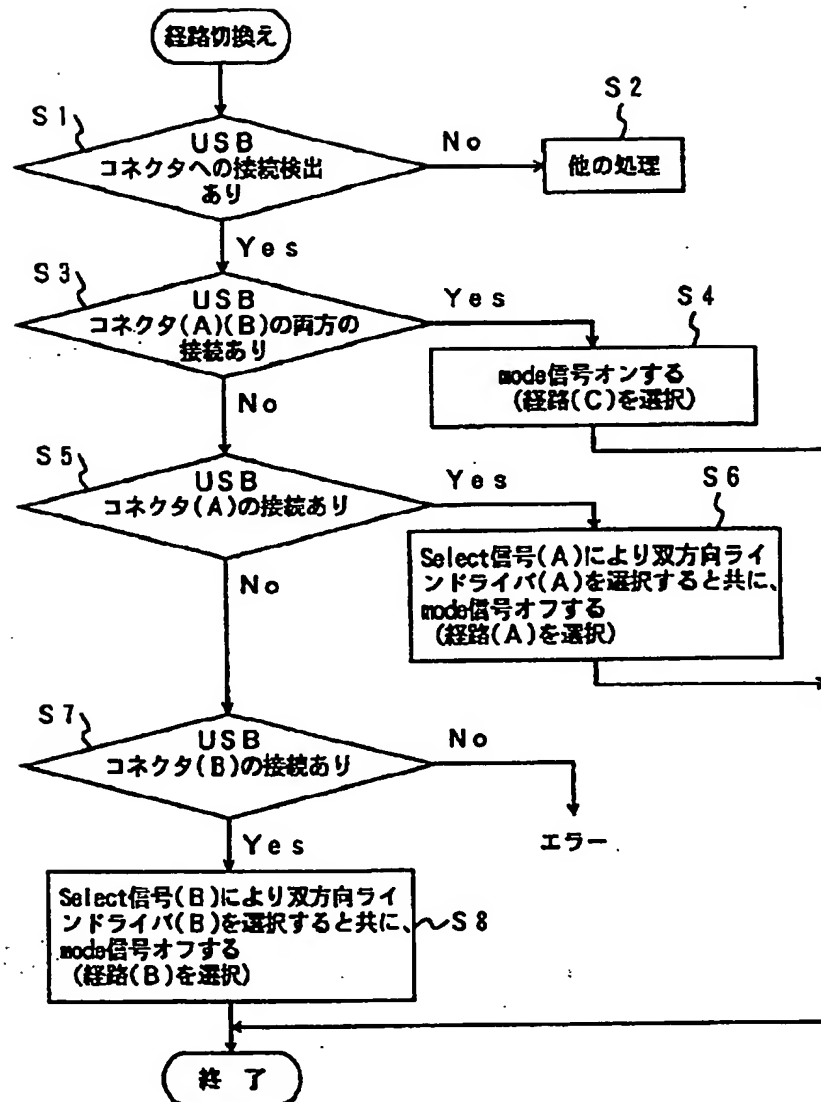 経路切換え
S1
USB
コネクタへの接続検出
あり
No
S2
他の処理
Yes
S3
USB
コネクタ(A)(B)の両方の
接続あり
Yes
S4
mode信号オンする
(経路(C)を選択)
No
S5
USB
コネクタ(A)の接続あり
Yes
S6
Select信号(A)により双方向ライ
ンドライバ(A)を選択すると共に、
mode信号オフする
(経路(A)を選択)
No
S7
USB
コネクタ(B)の接続あり
No
エラー
Yes
Select信号(B)により双方向ライ
ンドライバ(B)を選択すると共に、
mode信号オフする
(経路(B)を選択)
S8
終了